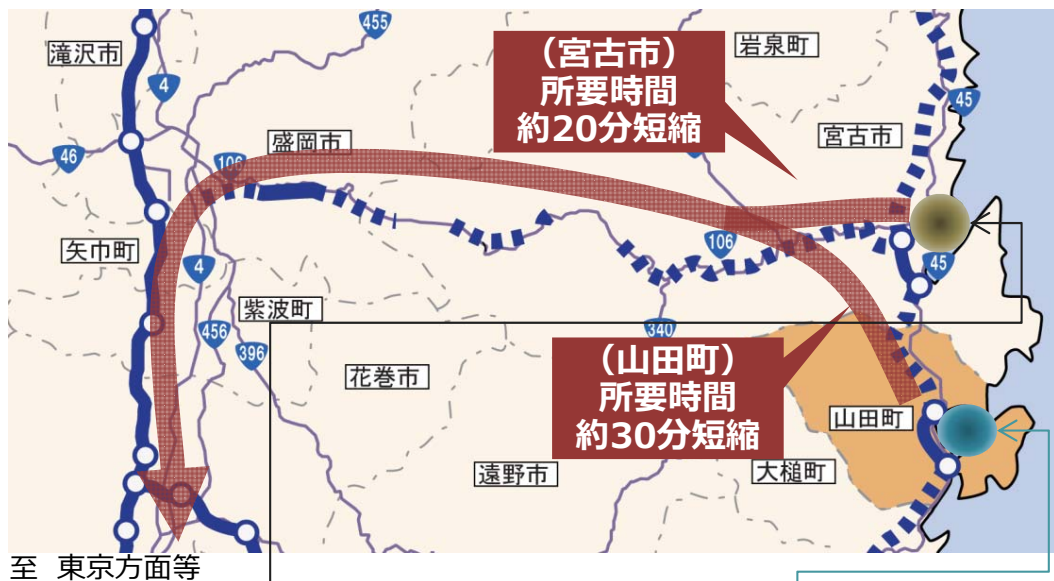 455
滝沢市
4
（宮古市）
所要時間
約20分短縮
岩泉町
45
宮古市
46
盛岡市
106
106
矢巾町
4
45
紫波町
456
396
340
（山田町）
所要時間
約30分短縮
花巻市
山田町
遠野市
大槌町
至 東京方面等